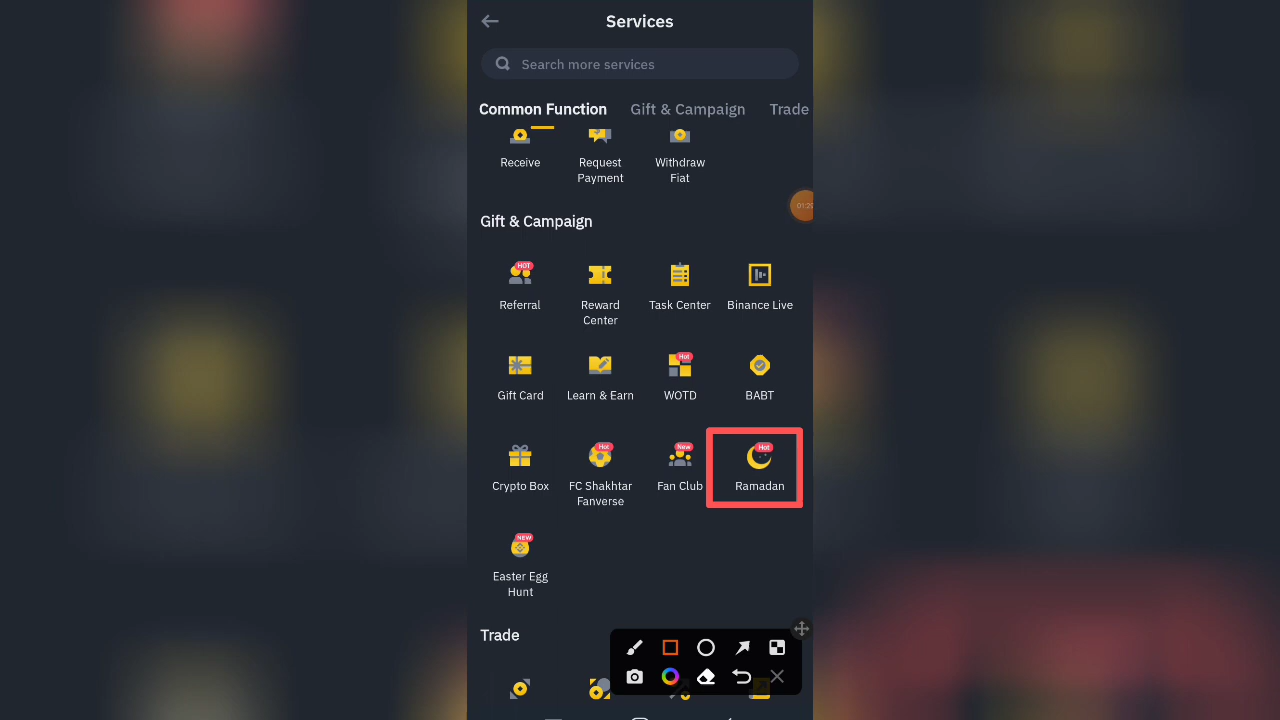 Services
Search more services
Common Function Gift & Campaign Trade
Receive Request Payment Withdraw Fiat
Gift & Campaign
HOT
Referral Reward Center Task Center Binance Live
Hot
Gift Card Learn & Earn WOTD BABT
Hot New Hot
Crypto Box FC Shakhtar Fanverse Fan Club Ramadan
NEW
Easter Egg Hunt
Trade